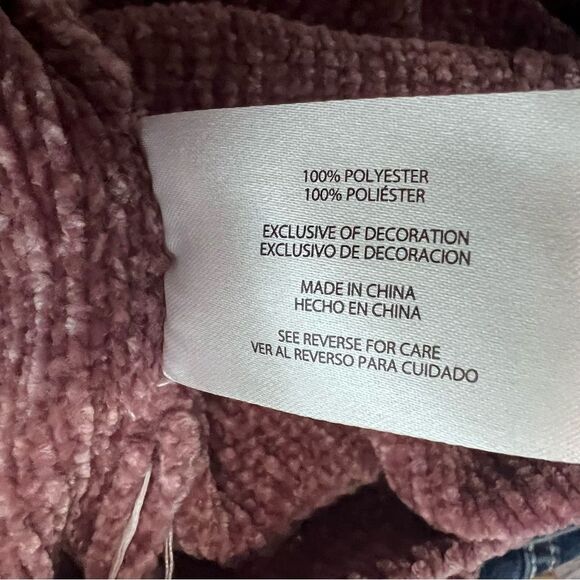 100% POLYESTER
100% POLIÉSTER
EXCLUSIVE OF DECORATION
EXCLUSIVO DE DECORACION
MADE IN CHINA
HECHO EN CHINA
SEE REVERSE FOR CARE
VER AL REVERSO PARA CUIDADO